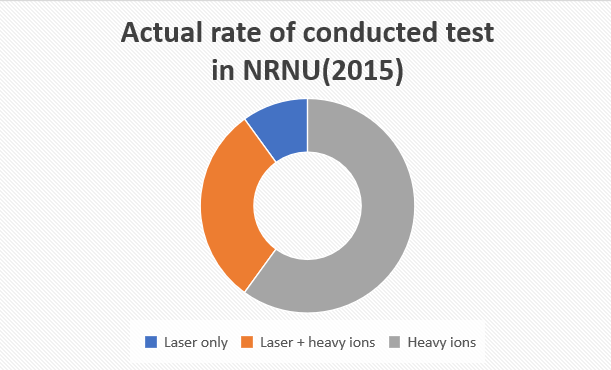 Actual rate of conducted test
in NRNU(2015)
Laser only Laser + heavy ions Heavy ions